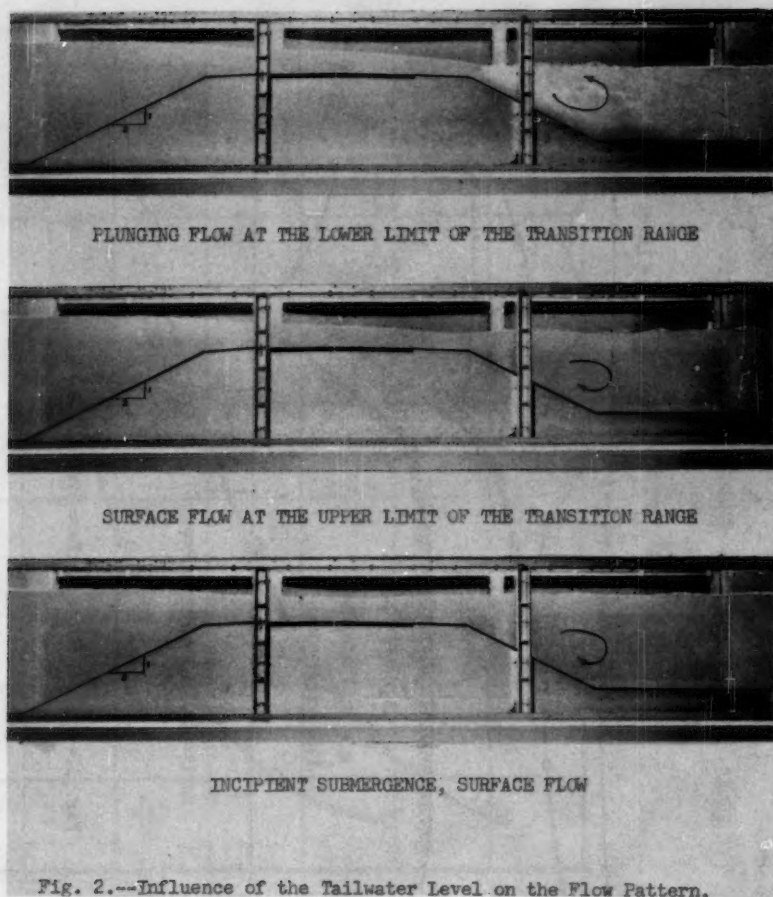 PLUNGING FLOW AT THE LOWER LIMIT OF THE TRANSITION RANGE
SURFACE FLOW AT THE UPPER LIMIT OF THE TRANSITION RANGE
INCIPIENT SUBMERGENCE, SURFACE FLOW
Fig. 2.--Influence of the Tailwater Level on the Flow Pattern.